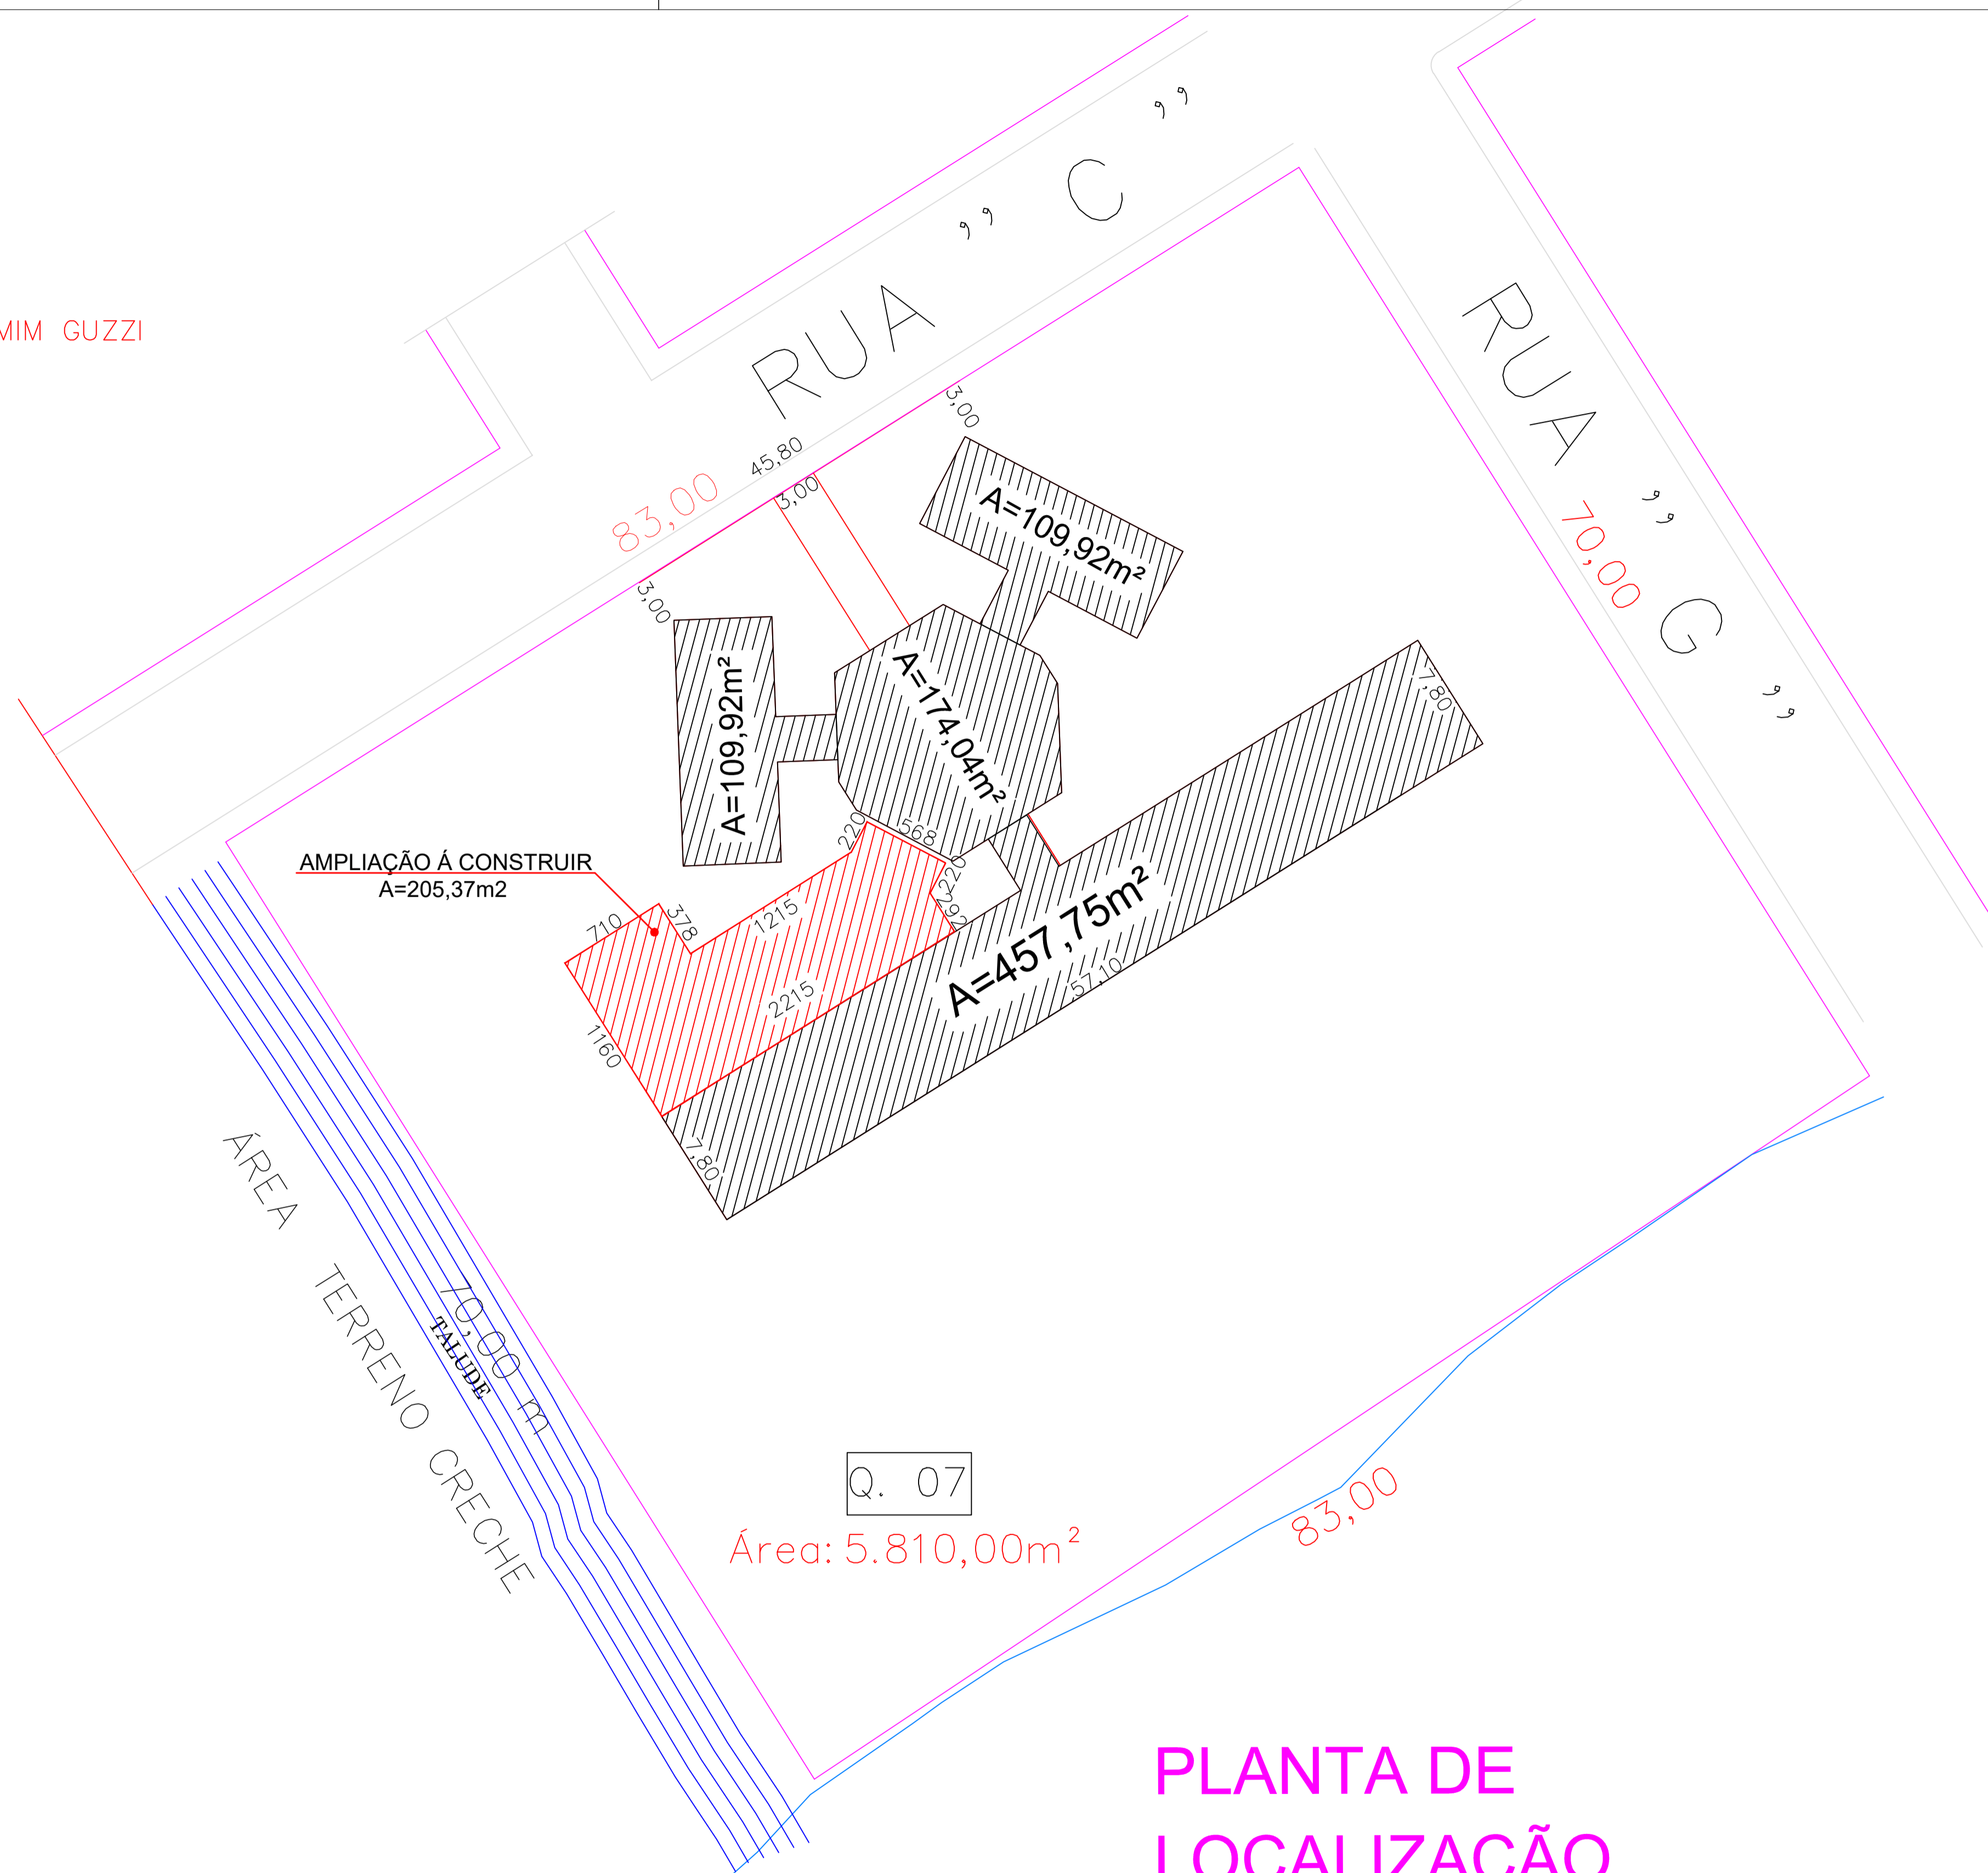 MIM GUZZI
RUA ,, C ,,
RUA ,, G ,,
83,00
45,80
3,00
3,00
3,00
70,00
A=109,92m²
A=109,92m²
A=174,04m²
7,80
AMPLIAÇÃO Á CONSTRUIR
A=205,37m2
220
568
220
292
710
378
1215
2215
1160
A=457,75m²
57,10
7,80
ÁREA TERRENO CRECHE
70,00 m
TALUDE
Q. 07
Área: 5.810,00m²
83,00
PLANTA DE
LOCALIZAÇÃO